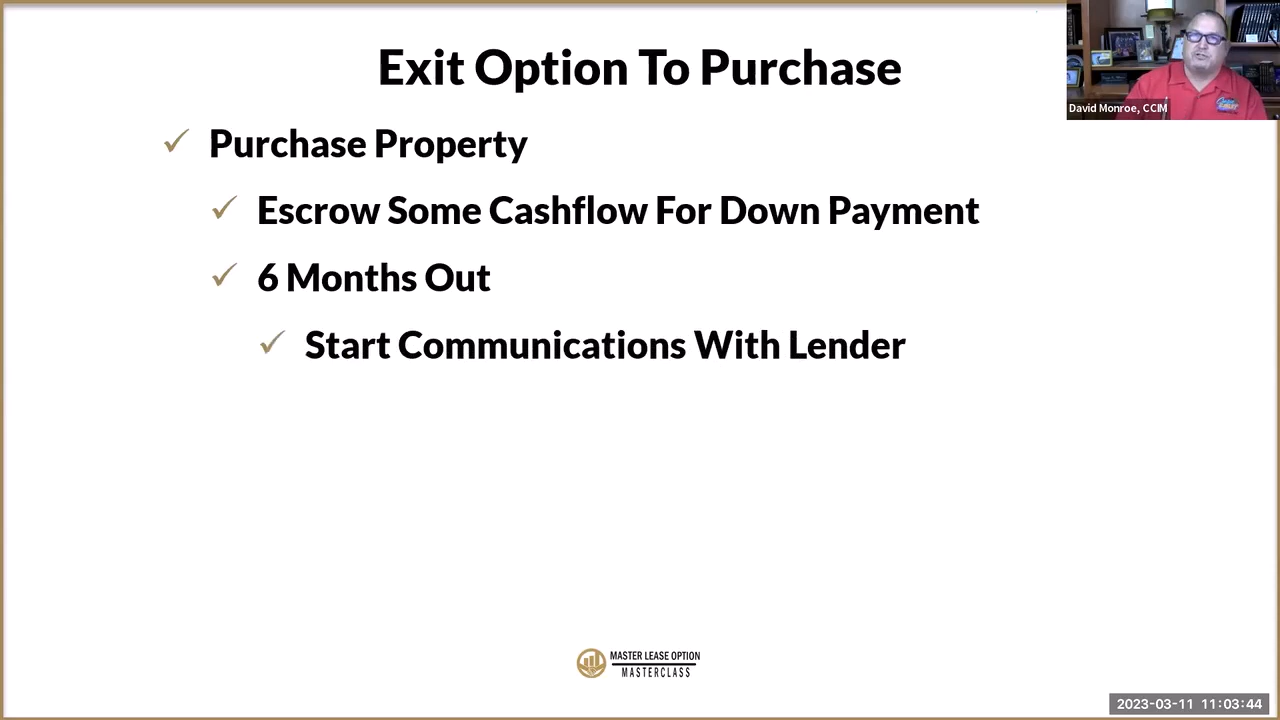 Exit Option To Purchase
David Monroe, CCIM
Purchase Property
Escrow Some Cashflow For Down Payment
6 Months Out
Start Communications With Lender
MASTER LEASE OPTION
MASTERCLASS
2023-03-11 11:03:44